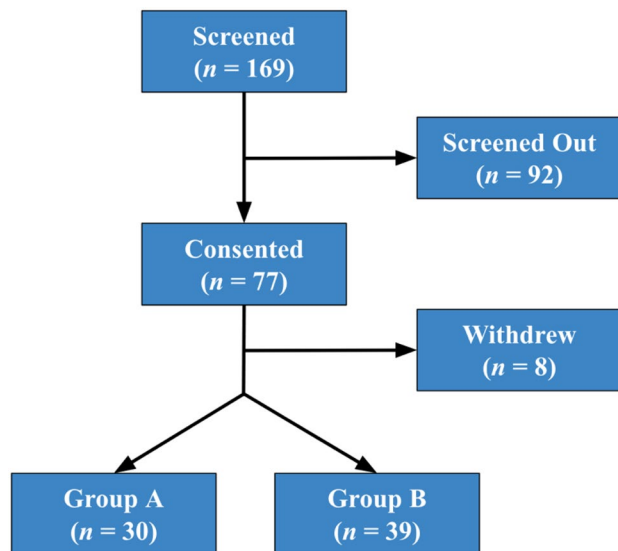 Screened
(n = 169)
Screened Out
(n = 92)
Consented
(n = 77)
Withdrew
(n = 8)
Group A
(n = 30)
Group B
(n = 39)